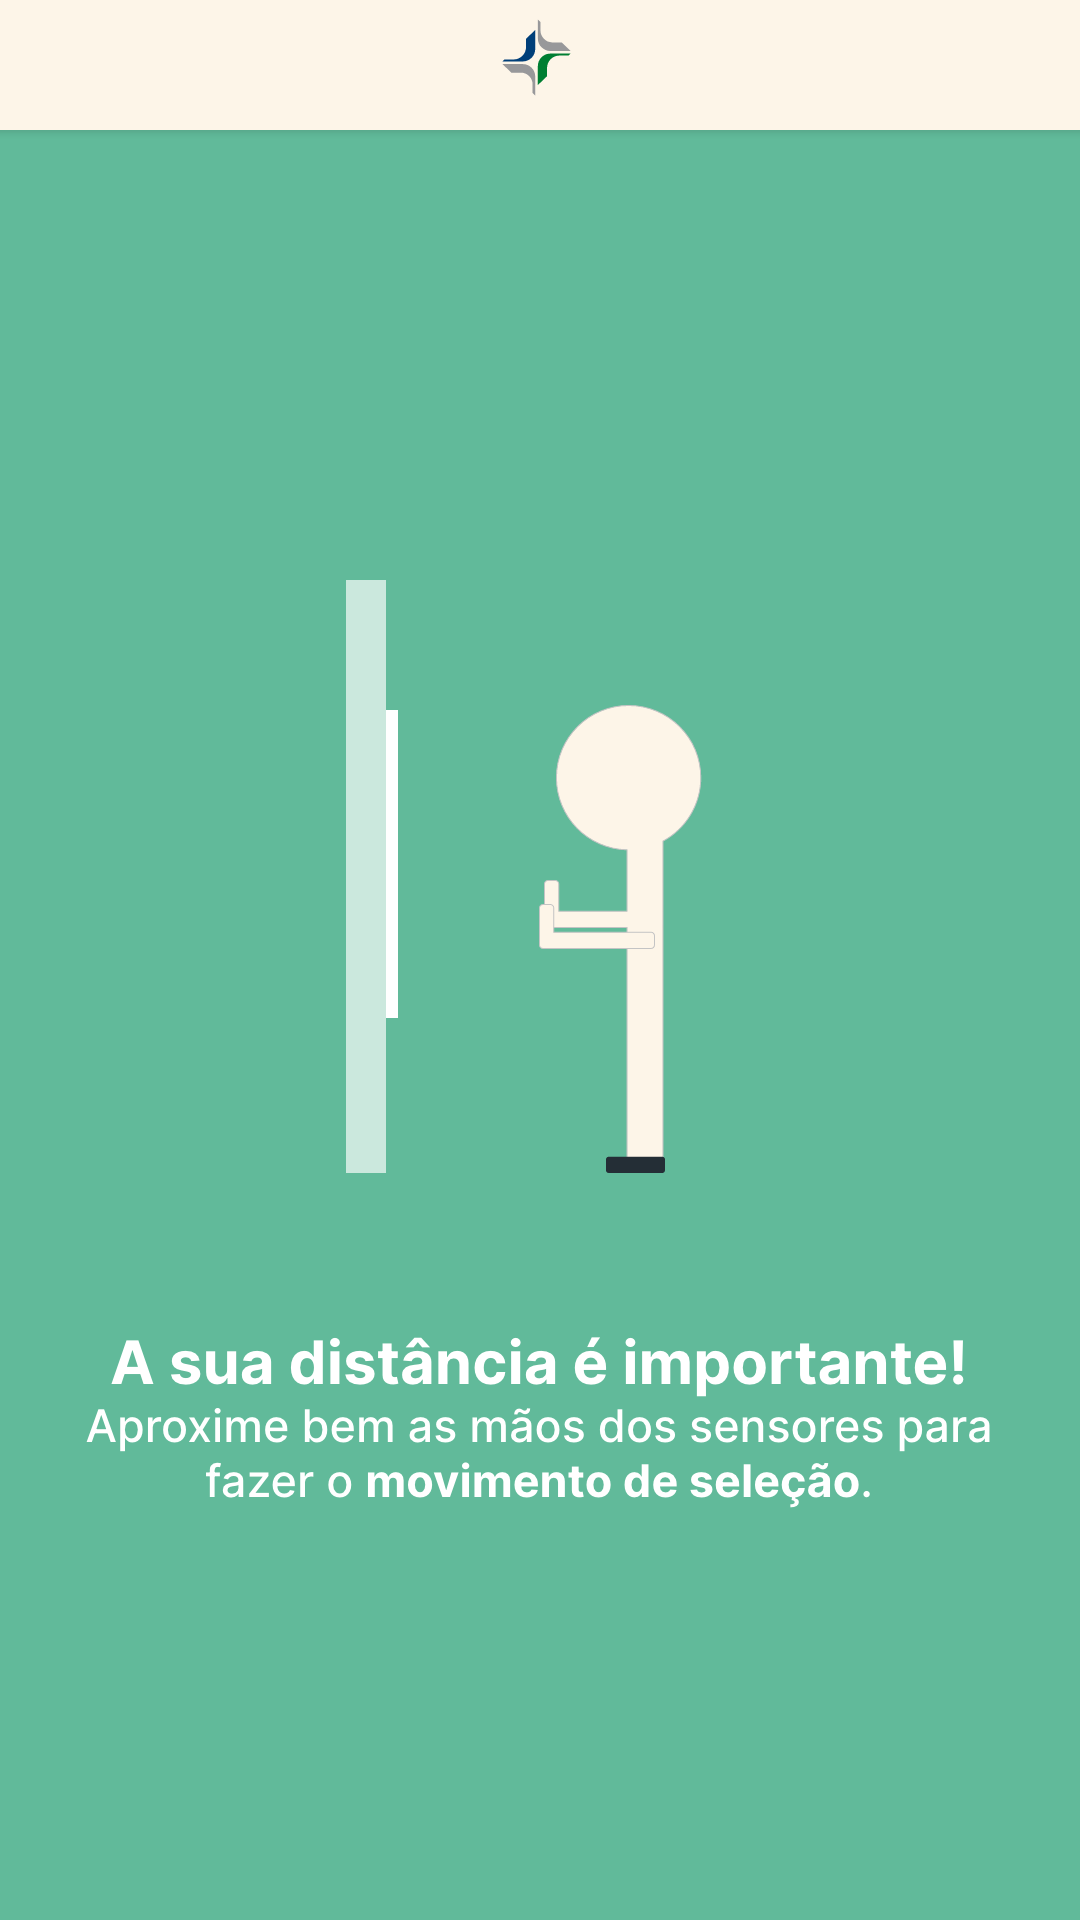 A sua distância é importante!
Aproxime bem as mãos dos sensores para
fazer o movimento de seleção.